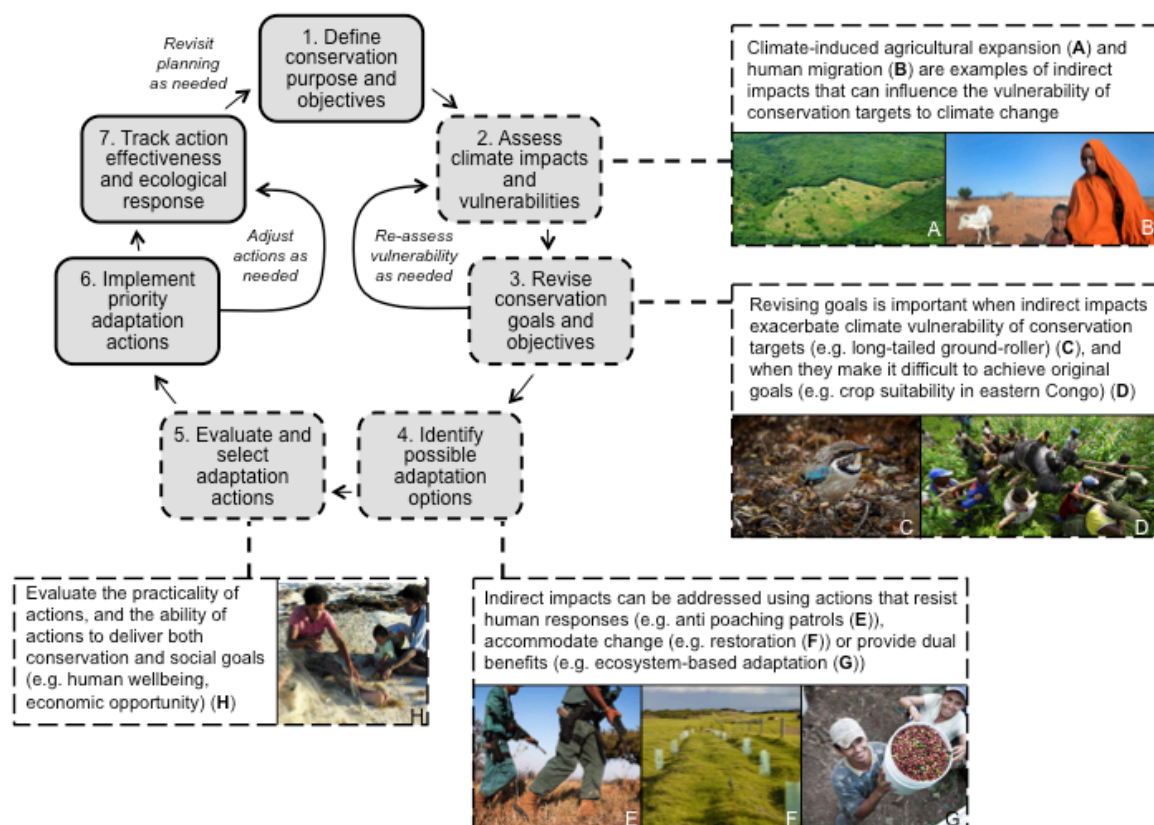 Revisit
planning
as needed
1. Define
conservation
purpose and
objectives
2. Assess
climate impacts
and
vulnerabilities
3. Revise
conservation
goals and
objectives
4. Identify
possible
adaptation
options
5. Evaluate and
select
adaptation
actions
6. Implement
priority
adaptation
actions
7. Track action
effectiveness
and ecological
response
Adjust
actions as
needed
Re-assess
vulnerability
as needed
Climate-induced agricultural expansion (A) and
human migration (B) are examples of indirect
impacts that can influence the vulnerability of
conservation targets to climate change
A
B
Revising goals is important when indirect impacts
exacerbate climate vulnerability of conservation
targets (e.g. long-tailed ground-roller) (C), and
when they make it difficult to achieve original
goals (e.g. crop suitability in eastern Congo) (D)
C
D
Evaluate the practicality of
actions, and the ability of
actions to deliver both
conservation and social goals
(e.g. human wellbeing,
economic opportunity) (H)
H
Indirect impacts can be addressed using actions that resist
human responses (e.g. anti poaching patrols (E)),
accommodate change (e.g. restoration (F)) or provide dual
benefits (e.g. ecosystem-based adaptation (G))
E
F
G